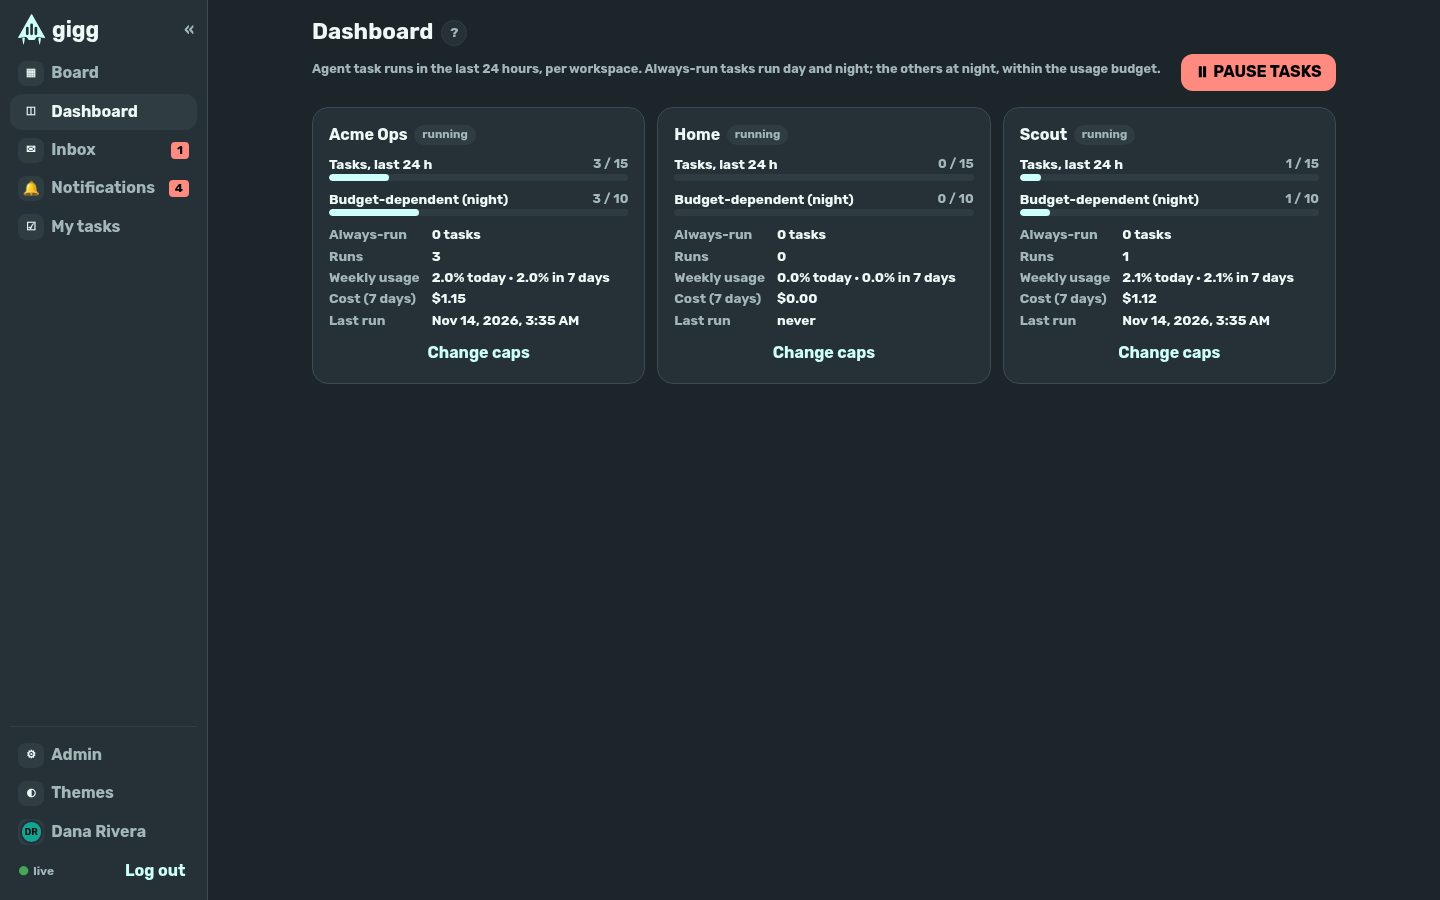 gigg
«
Board
Dashboard
Inbox 1
Notifications 4
My tasks
Admin
Themes
DR Dana Rivera
live Log out
Dashboard ?
Agent task runs in the last 24 hours, per workspace. Always-run tasks run day and night; the others at night, within the usage budget.
PAUSE TASKS
Acme Ops running
Tasks, last 24 h 3 / 15
Budget-dependent (night) 3 / 10
Always-run 0 tasks
Runs 3
Weekly usage 2.0% today • 2.0% in 7 days
Cost (7 days) $1.15
Last run Nov 14, 2026, 3:35 AM
Change caps
Home running
Tasks, last 24 h 0 / 15
Budget-dependent (night) 0 / 10
Always-run 0 tasks
Runs 0
Weekly usage 0.0% today • 0.0% in 7 days
Cost (7 days) $0.00
Last run never
Change caps
Scout running
Tasks, last 24 h 1 / 15
Budget-dependent (night) 1 / 10
Always-run 0 tasks
Runs 1
Weekly usage 2.1% today • 2.1% in 7 days
Cost (7 days) $1.12
Last run Nov 14, 2026, 3:35 AM
Change caps